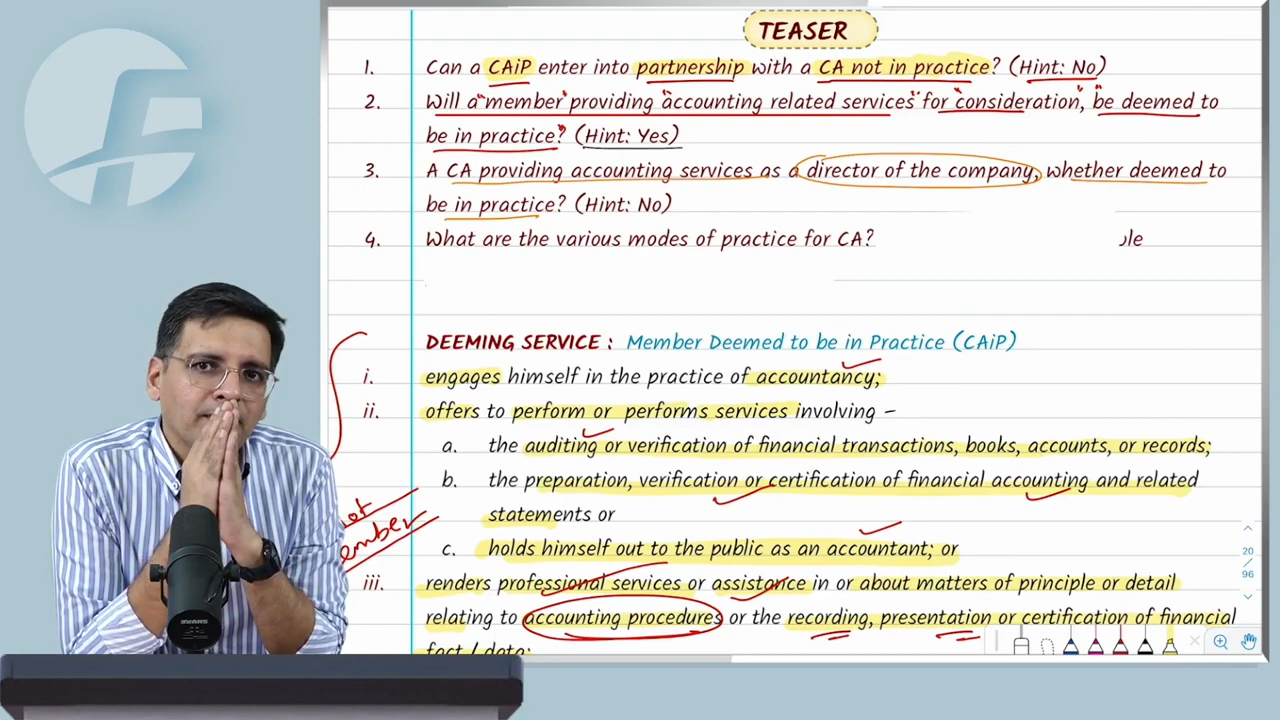 TEASER
1. Can a CAiP enter into partnership with a CA not in practice? (Hint: No)
2. Will a "member" providing "accounting related services" for "consideration", "be deemed to
be in practice"? (Hint: Yes)
3. A CA providing accounting services as a director of the company, whether deemed to
be in practice? (Hint: No)
4. What are the various modes of practice for CA?
DEEMING SERVICE : Member Deemed to be in Practice (CAiP)
i. engages himself in the practice of accountancy;
ii. offers to perform or performs services involving –
a. the auditing or verification of financial transactions, books, accounts, or records;
b. the preparation, verification or certification of financial accounting and related
statements or
c. holds himself out to the public as an accountant; or
iii. renders professional services or assistance in or about matters of principle or detail
relating to accounting procedures or the recording, presentation or certification of financial
fact / data;
20
/
96